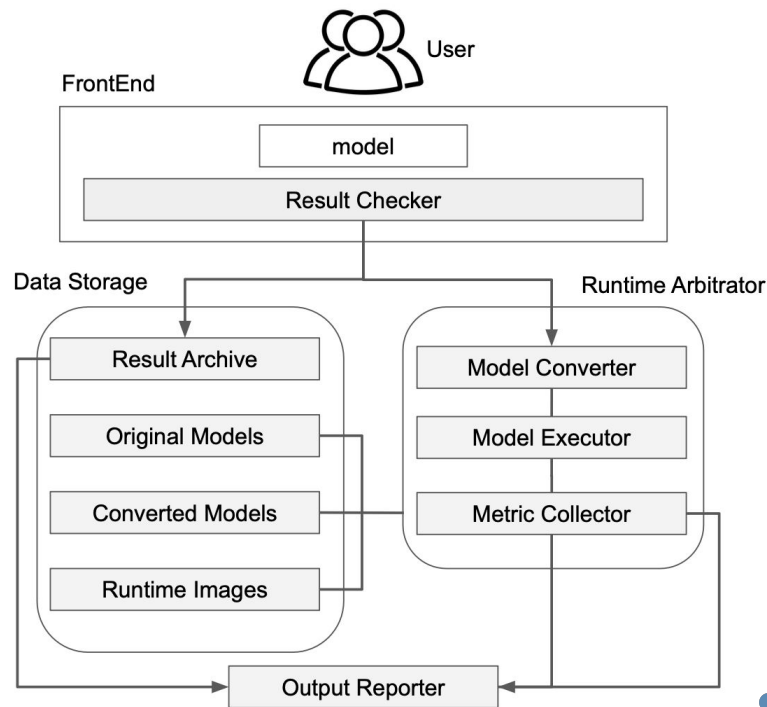 User
FrontEnd
model
Result Checker
Data Storage
Runtime Arbitrator
Result Archive
Original Models
Converted Models
Runtime Images
Model Converter
Model Executor
Metric Collector
Output Reporter